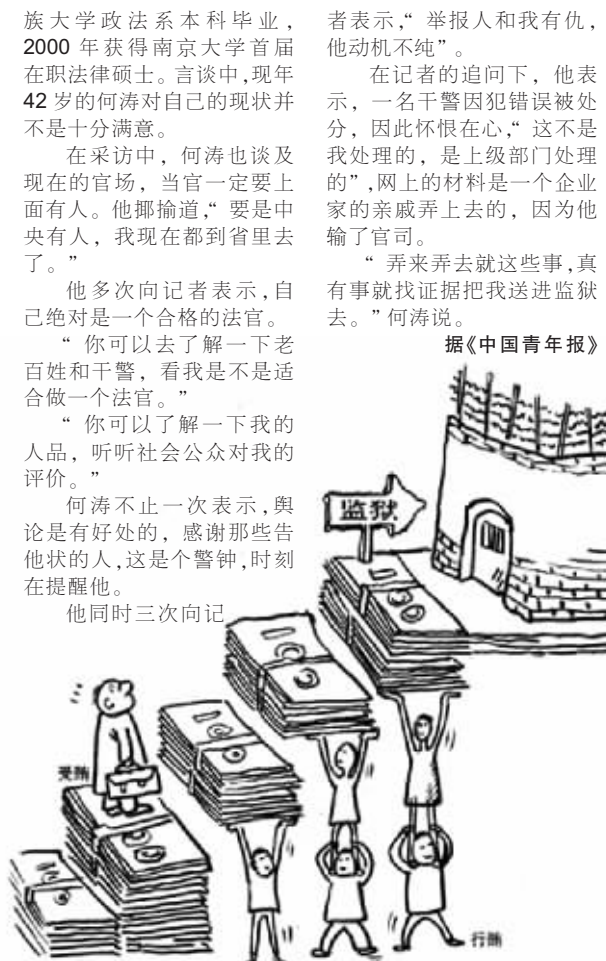 族大学政法系本科毕业，
2000 年获得南京大学首届
在职法律硕士。言谈中,现年
42 岁的何涛对自己的现状并
不是十分满意。
在采访中，何涛也谈及
现在的官场，当官一定要上
面有人。他揶揄道,“要是中
央有人，我现在都到省里去
了。”
他多次向记者表示,自
己绝对是一个合格的法官。
“你可以去了解一下老
百姓和干警，看我是不是适
合做一个法官。”
“你可以了解一下我的
人品，听听社会公众对我的
评价。”
何涛不止一次表示,舆
论是有好处的，感谢那些告
他状的人,这是个警钟,时刻
在提醒他。
他同时三次向记
者表示,“举报人和我有仇，
他动机不纯”。
在记者的追问下，他表
示，一名干警因犯错误被处
分，因此怀恨在心,“这不是
我处理的，是上级部门处理
的”,网上的材料是一个企业
家的亲戚弄上去的，因为他
输了官司。
“弄来弄去就这些事,真
有事就找证据把我送进监狱
去。”何涛说。
据《中国青年报》
监狱
受贿
行贿